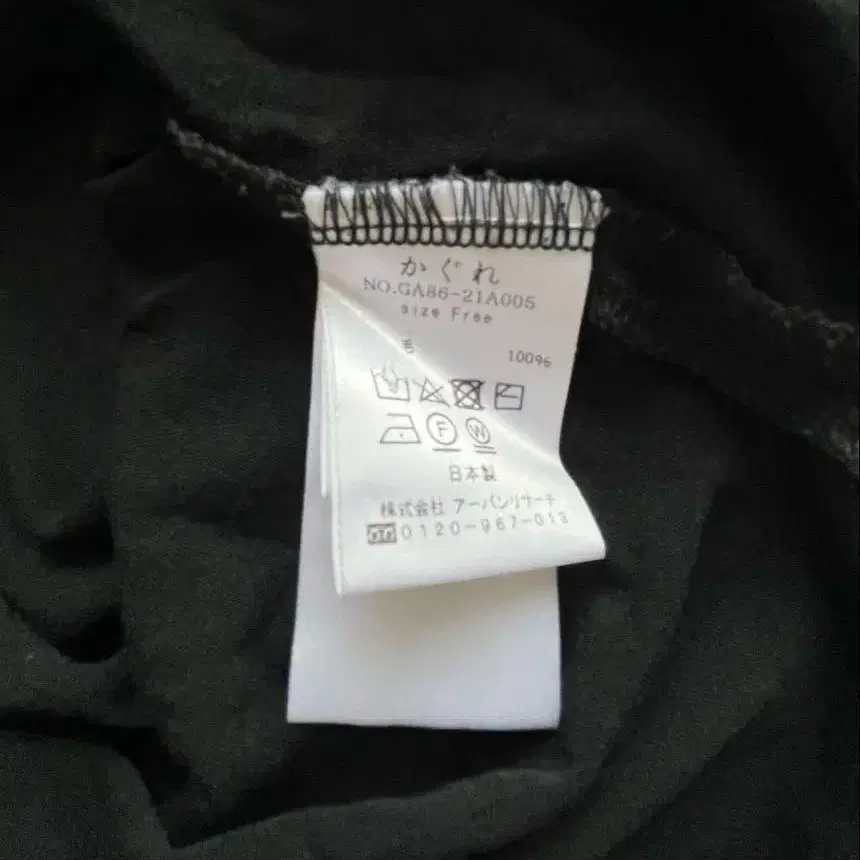 かぐれ
NO.GA86-21A005
size Free
毛 100%
F W
日本製
株式会社 アーバンリサーチ
0120-967-013